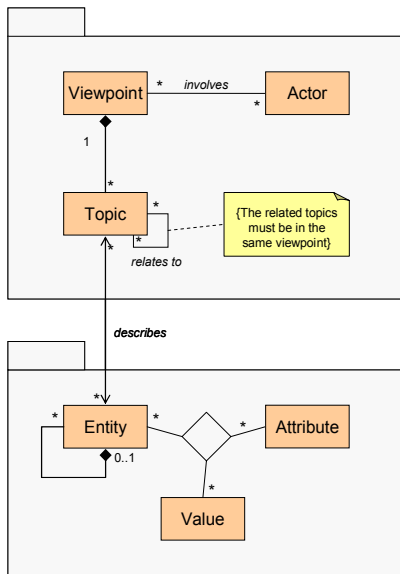 Viewpoint
*
involves
*
Actor
1
*
Topic
*
*
*
relates to
{The related topics
must be in the
same viewpoint}
describes
*
*
Entity
0..1
*
*
Attribute
*
Value